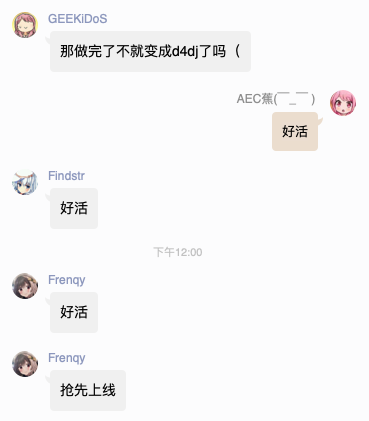 GEEKiDoS
那做完了不就变成d4dj了吗（
AEC蕉(￣_￣ )
好活
Findstr
好活
下午12:00
Frenqy
好活
Frenqy
抢先上线